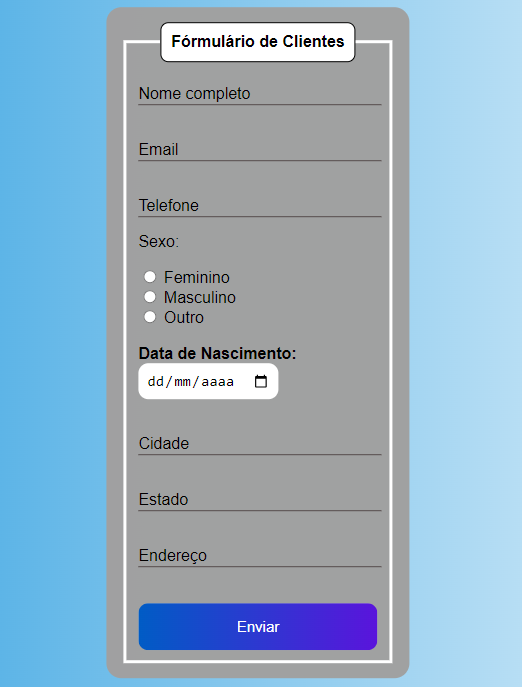 Fórmulário de Clientes
Nome completo
Email
Telefone
Sexo:
Feminino
Masculino
Outro
Data de Nascimento:
dd/mm/aaaa
Cidade
Estado
Endereço
Enviar